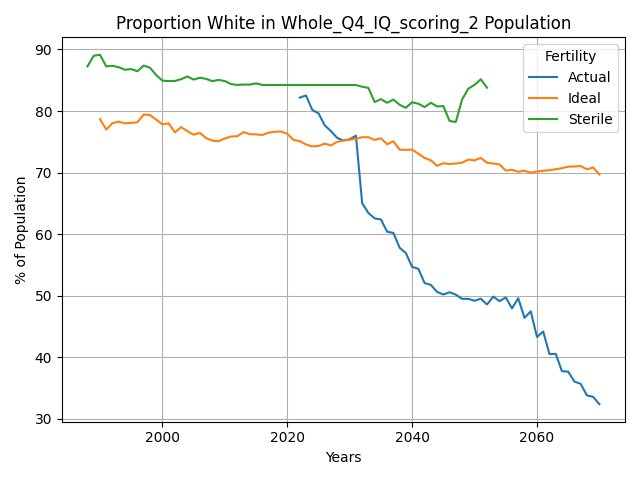 Proportion White in Whole_Q4_IQ_scoring_2 Population
% of Population
90
80
70
60
50
40
30
Fertility
Actual
Ideal
Sterile
2000
2020
2040
2060
Years